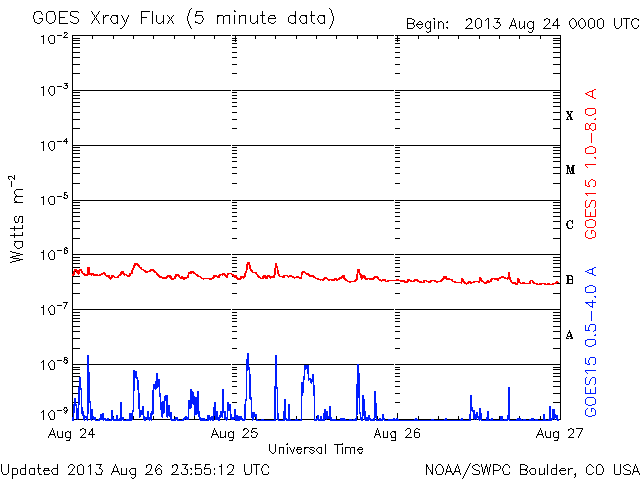 GOES Xray Flux (5 minute data)
Begin: 2013 Aug 24 0000 UTC
10⁻²
10⁻³
10⁻⁴
10⁻⁵
10⁻⁶
10⁻⁷
10⁻⁸
10⁻⁹
Watts m⁻²
X
M
C
B
A
GOES15 1.0-8.0 A
GOES15 0.5-4.0 A
Aug 24
Aug 25
Aug 26
Aug 27
Universal Time
Updated 2013 Aug 26 23:55:12 UTC
NOAA/SWPC Boulder, CO USA